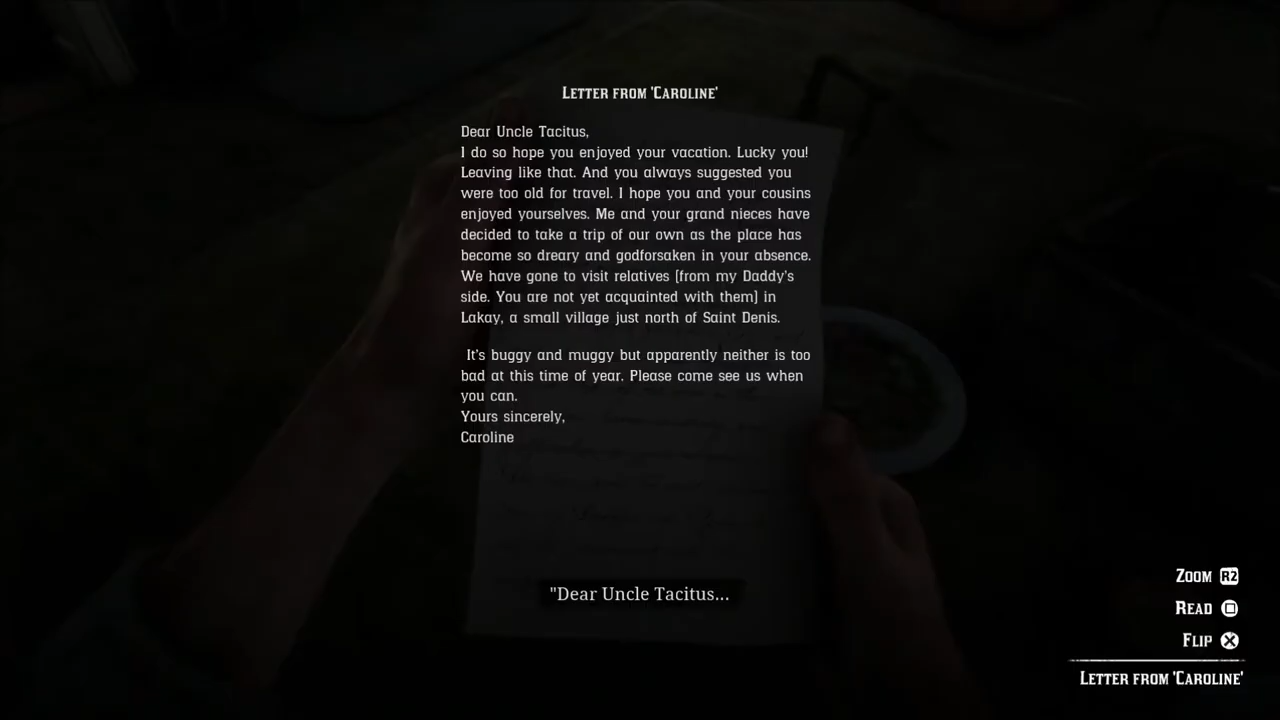 Letter from 'Caroline'
Dear Uncle Tacitus,
I do so hope you enjoyed your vacation. Lucky you!
Leaving like that. And you always suggested you
were too old for travel. I hope you and your cousins
enjoyed yourselves. Me and your grand nieces have
decided to take a trip of our own as the place has
become so dreary and godforsaken in your absence.
We have gone to visit relatives [from my Daddy's
side. You are not yet acquainted with them] in
Lakay, a small village just north of Saint Denis.
It's buggy and muggy but apparently neither is too
bad at this time of year. Please come see us when
you can.
Yours sincerely,
Caroline
"Dear Uncle Tacitus...
Zoom R2
Read
Flip
Letter from 'Caroline'